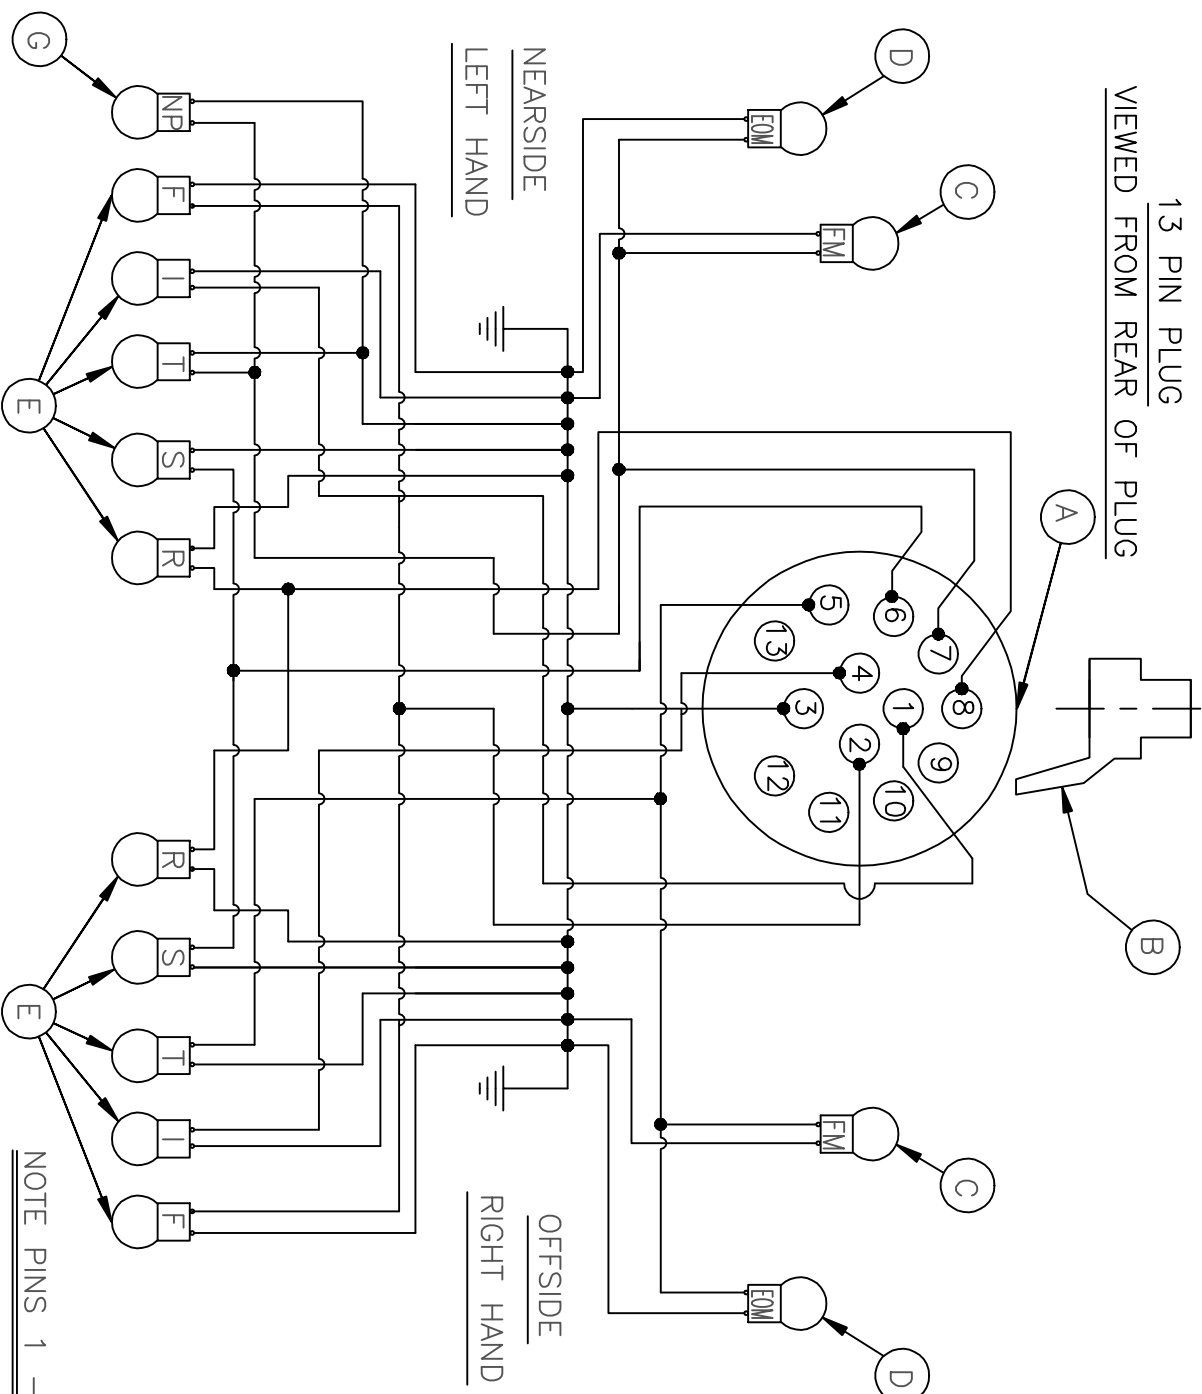 13 PIN PLUG
VIEWED FROM REAR OF PLUG
A
B
8
7
9
6
1
10
5
4
2
11
13
3
12
C
D
FM
EOM
C
D
FM
EOM
NEARSIDE
LEFT HAND
OFFSIDE
RIGHT HAND
G
NP
F
I
T
S
R
E
R
S
T
I
F
E
NOTE PINS 1 –